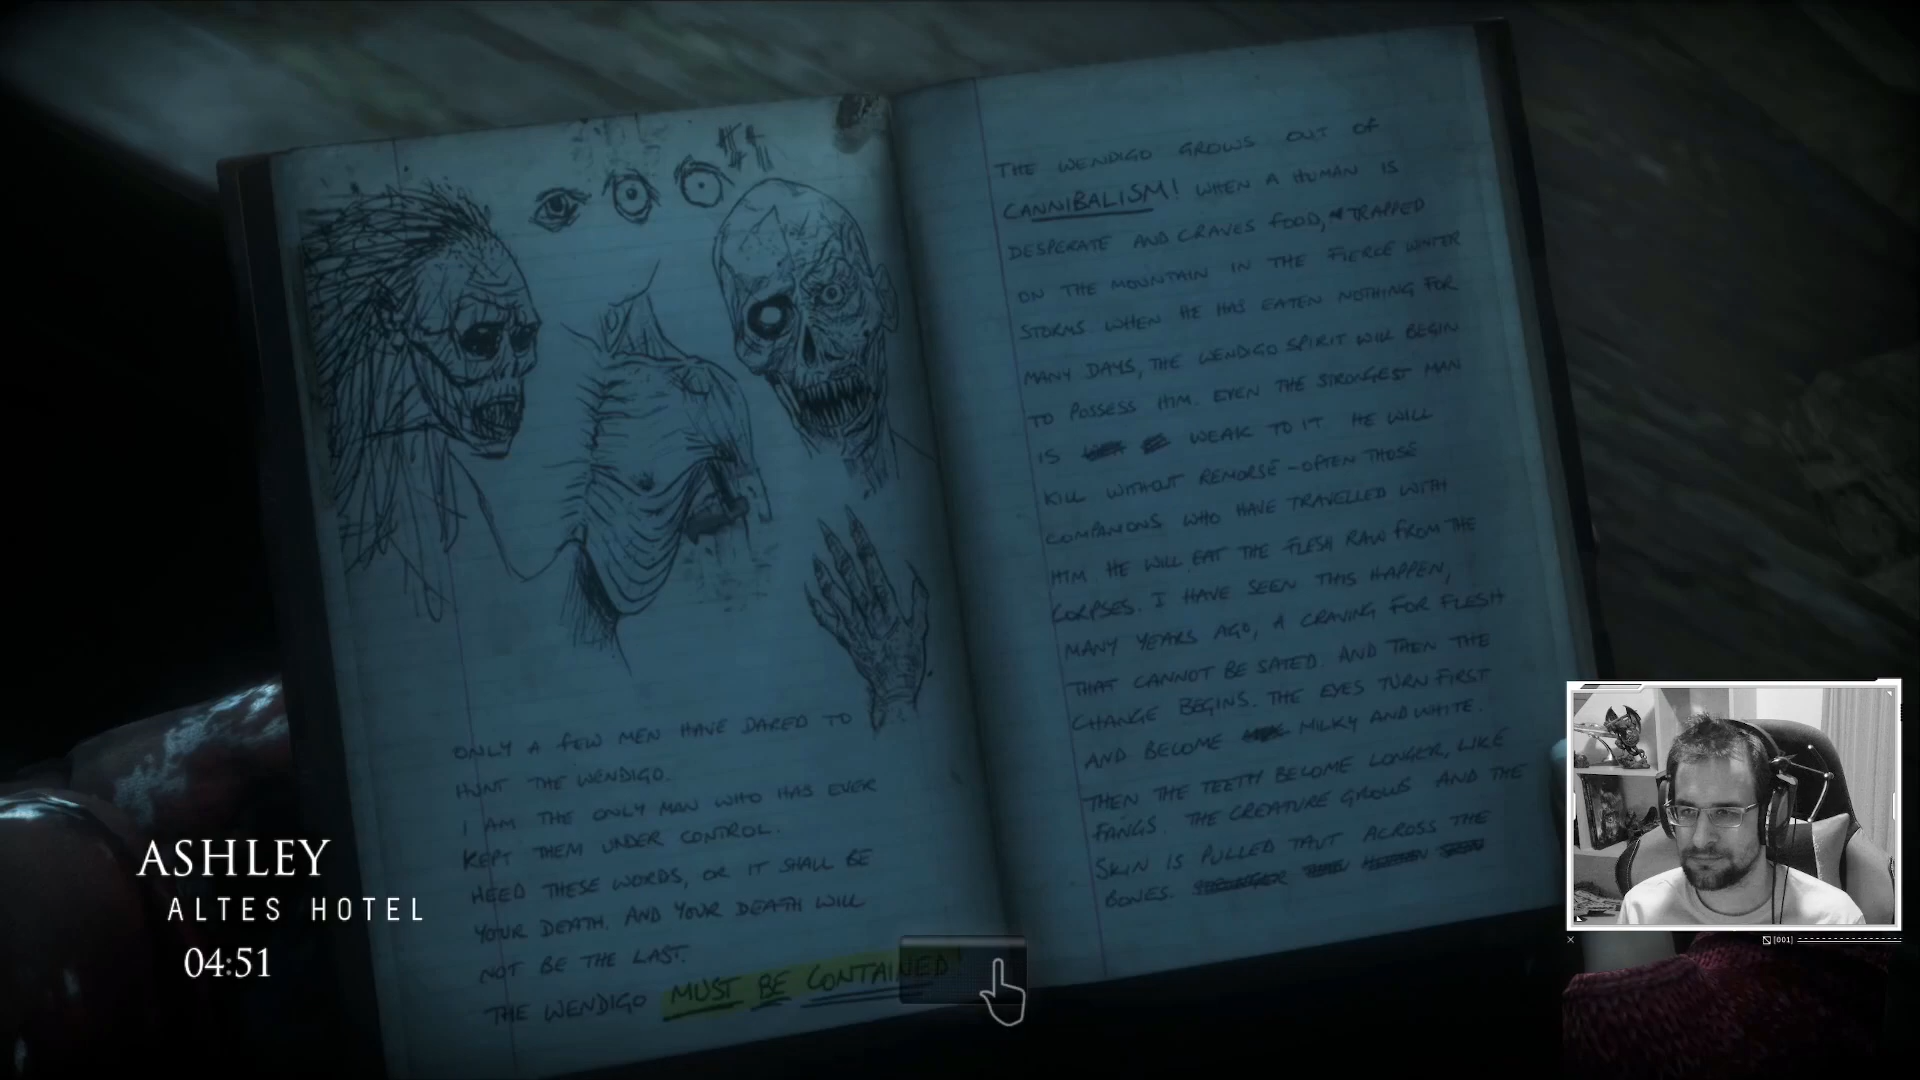 ONLY A FEW MEN HAVE DARED TO
HUNT THE WENDIGO.
I AM THE ONLY MAN WHO HAS EVER
KEPT THEM UNDER CONTROL.
HEED THESE WORDS, OR IT SHALL BE
YOUR DEATH. AND YOUR DEATH WILL
NOT BE THE LAST.
THE WENDIGO MUST BE CONTAINED!
THE WENDIGO GROWS OUT OF
CANNIBALISM! WHEN A HUMAN IS
DESPERATE AND CRAVES FOOD, TRAPPED
ON THE MOUNTAIN IN THE FIERCE WINTER
STORMS WHEN HE HAS EATEN NOTHING FOR
MANY DAYS, THE WENDIGO SPIRIT WILL BEGIN
TO POSSESS HIM. EVEN THE STRONGEST MAN
IS WEAK TO IT HE WILL
KILL WITHOUT REMORSE - OFTEN THOSE
COMPANIONS WHO HAVE TRAVELLED WITH
HIM. HE WILL EAT THE FLESH RAW FROM THE
CORPSES. I HAVE SEEN THIS HAPPEN,
MANY YEARS AGO, A CRAVING FOR FLESH
THAT CANNOT BE SATED. AND THEN THE
CHANGE BEGINS. THE EYES TURN FIRST
AND BECOME MILKY AND WHITE.
THEN THE TEETH BECOME LONGER, LIKE
FANGS. THE CREATURE GROWS AND THE
SKIN IS PULLED TAUT ACROSS THE
BONES.
ASHLEY
ALTES HOTEL
04:51
[001]